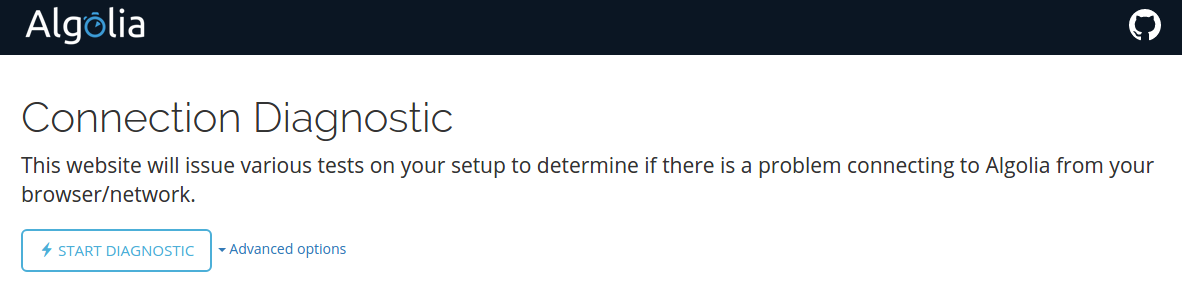 Algolia
Connection Diagnostic
This website will issue various tests on your setup to determine if there is a problem connecting to Algolia from your
browser/network.
START DIAGNOSTIC Advanced options